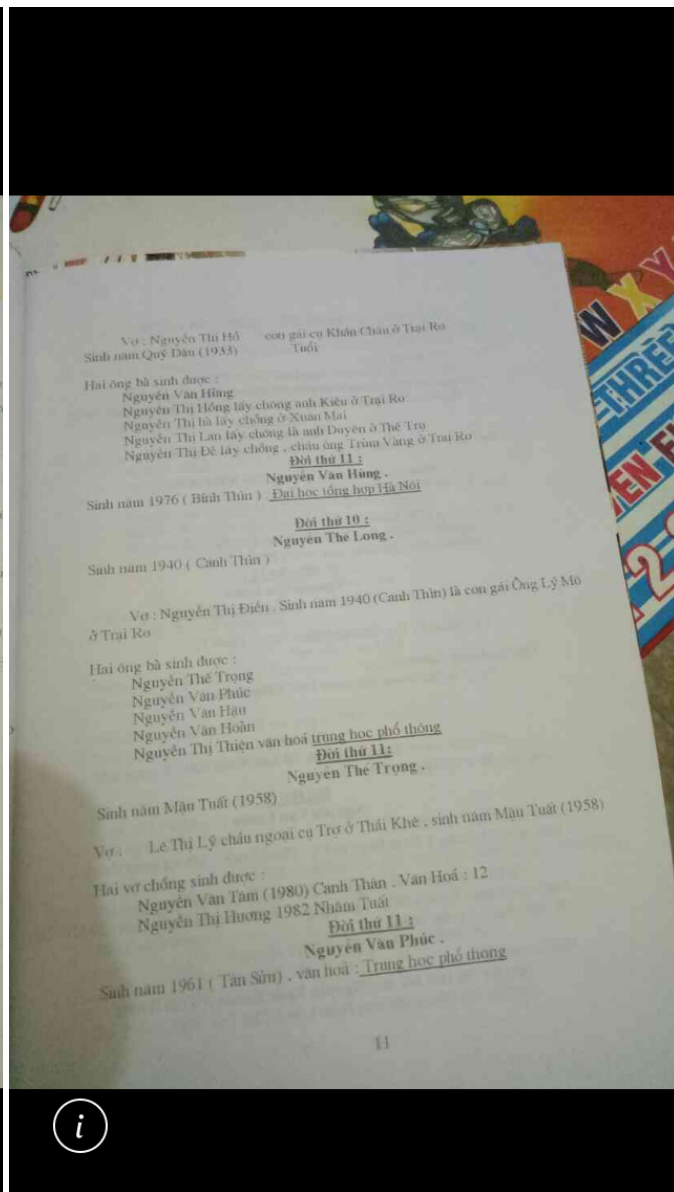 Vợ : Nguyễn Thị Hồ con gái cụ Khán Châu ở Trại Ro
Sinh năm Quý Dậu (1933) Tuổi
Hai ông bà sinh được :
Nguyễn Văn Hùng
Nguyễn Thị Hồng lấy chồng anh Kiêu ở Trại Ro
Nguyễn Thị hà lấy chồng ở Xuân Mai
Nguyễn Thị Lan lấy chồng là anh Duyên ở Thế Trụ
Nguyễn Thị Đê lấy chồng , cháu ông Trùm Vàng ở Trại Ro
Đời thứ 11 :
Nguyễn Văn Hùng .
Sinh năm 1976 ( Bính Thìn ) . Đại học tổng hợp Hà Nội
Đời thứ 10 :
Nguyễn Thế Long .
Sinh năm 1940 ( Canh Thìn )
Vợ : Nguyễn Thị Điền . Sinh năm 1940 (Canh Thìn) là con gái Ông Lý Mô
ở Trại Ro
Hai ông bà sinh được :
Nguyễn Thế Trọng
Nguyễn Văn Phúc
Nguyễn Văn Hậu
Nguyễn Văn Hoàn
Nguyễn Thị Thiện văn hoá trung học phổ thông
Đời thứ 11:
Nguyễn Thế Trọng .
Sinh năm Mậu Tuất (1958)
Vợ : Lê Thị Lý cháu ngoại cụ Trợ ở Thái Khê , sinh năm Mậu Tuất (1958)
Hai vợ chồng sinh được :
Nguyễn Văn Tâm (1980) Canh Thân . Văn Hoá : 12
Nguyễn Thị Hương 1982 Nhâm Tuất
Đời thứ 11 :
Nguyễn Văn Phúc .
Sinh năm 1961 ( Tân Sửu) , văn hoá : Trung học phổ thông
11
W X Y
THREE
VEN
2
i